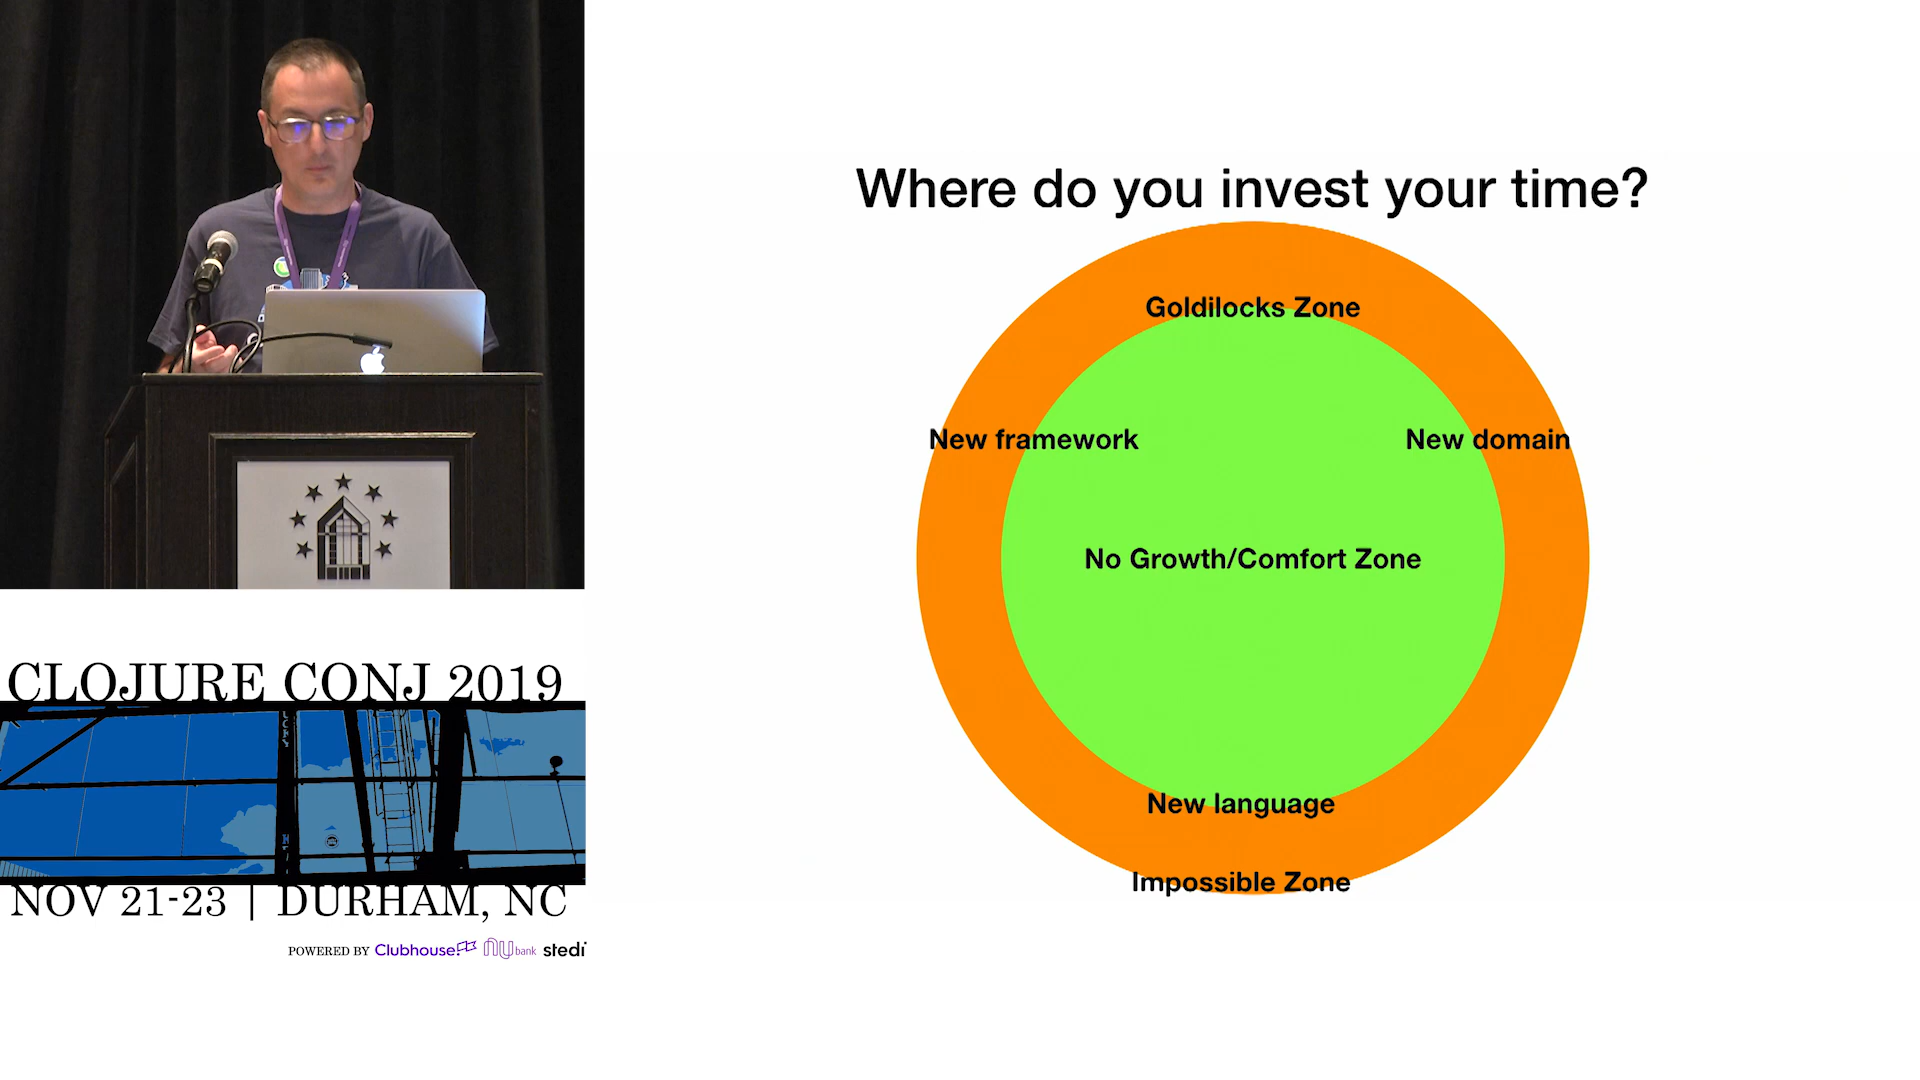 Where do you invest your time?
Goldilocks Zone
New framework
New domain
No Growth/Comfort Zone
New language
Impossible Zone
CLOJURE CONJ 2019
NOV 21-23 | DURHAM, NC
POWERED BY Clubhouse nu bank stedi